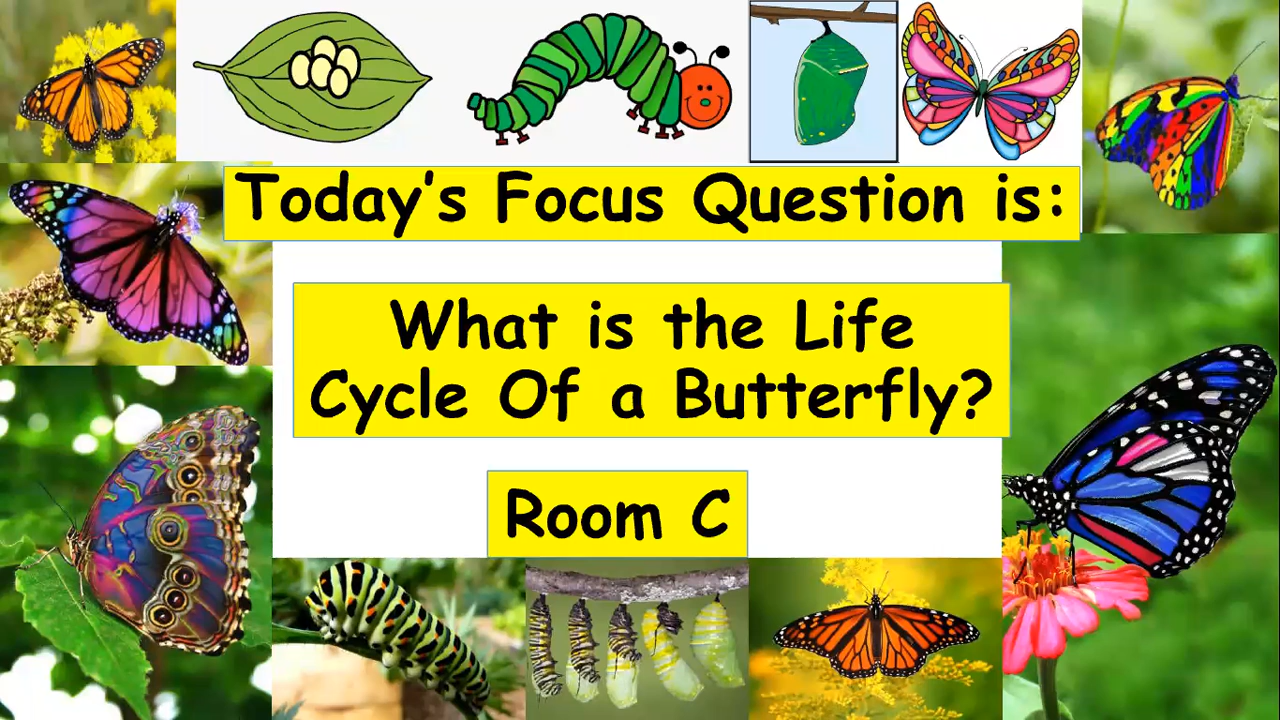 Today's Focus Question is:
What is the Life
Cycle Of a Butterfly?
Room C